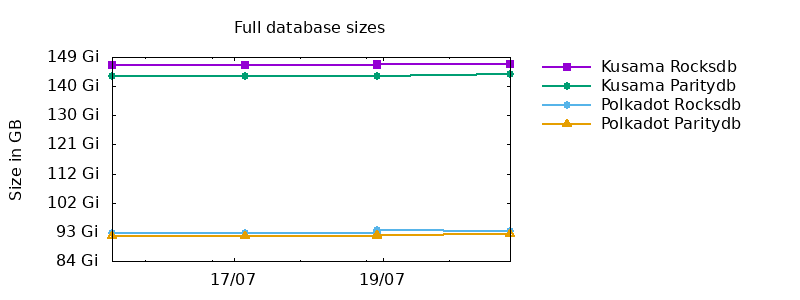 Full database sizes
149 Gi
140 Gi
130 Gi
121 Gi
112 Gi
102 Gi
93 Gi
84 Gi
Size in GB
17/07
19/07
Kusama Rocksdb
Kusama Paritydb
Polkadot Rocksdb
Polkadot Paritydb